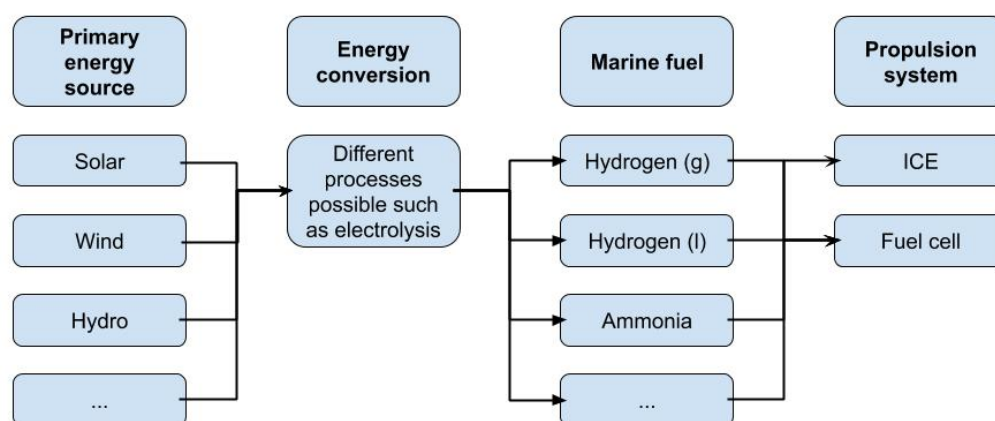 Primary
energy
source
Energy
conversion
Marine fuel
Propulsion
system
Solar
Wind
Hydro
...
Different
processes
possible such
as electrolysis
Hydrogen (g)
Hydrogen (l)
Ammonia
...
ICE
Fuel cell